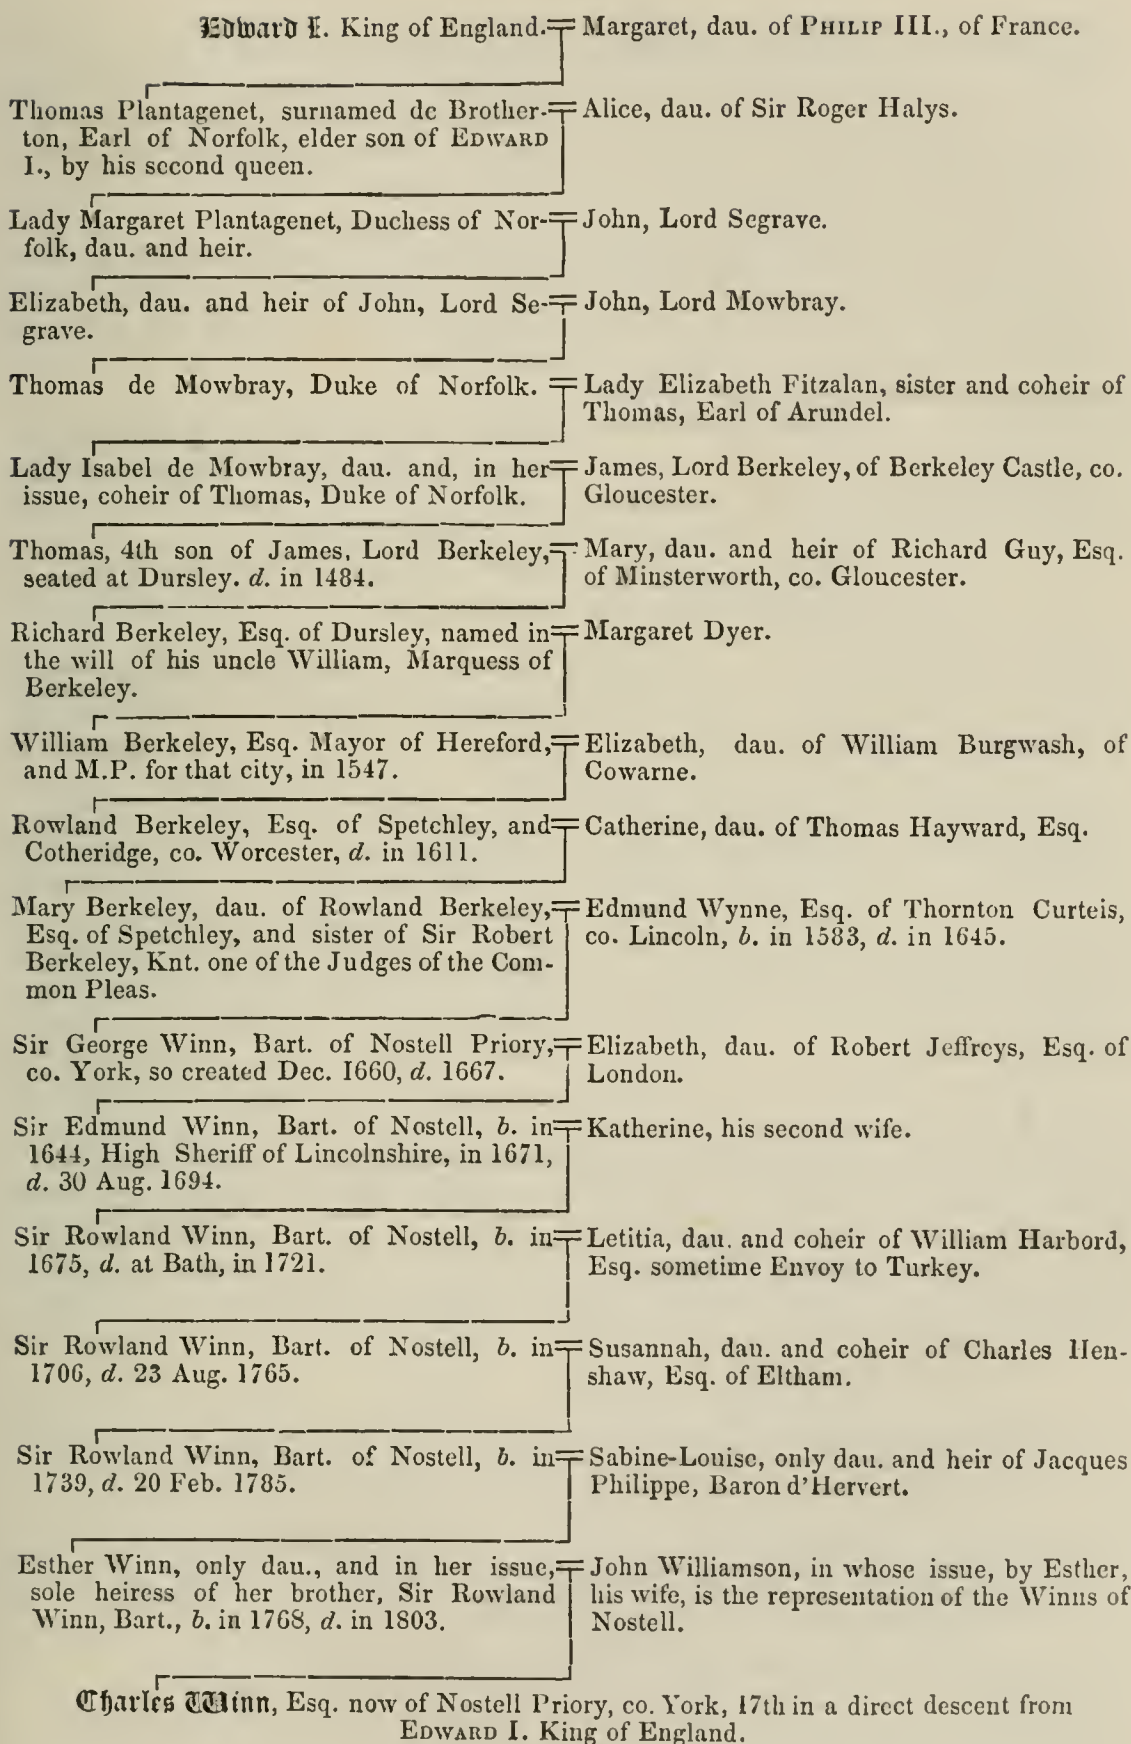 Edward I. King of England. Margaret, dau. of PHILIP III., of France.
Thomas Plantagenet, surnamed de Brother-
ton, Earl of Norfolk, elder son of EDWARD
I., by his second queen.
Alice, dau. of Sir Roger Halys.
Lady Margaret Plantagenet, Duchess of Nor-
folk, dau. and heir.
John, Lord Segrave.
Elizabeth, dau. and heir of John, Lord Se-
grave.
John, Lord Mowbray.
Thomas de Mowbray, Duke of Norfolk.
Lady Elizabeth Fitzalan, sister and coheir of
Thomas, Earl of Arundel.
Lady Isabel de Mowbray, dau. and, in her
issue, coheir of Thomas, Duke of Norfolk.
James, Lord Berkeley, of Berkeley Castle, co.
Gloucester.
Thomas, 4th son of James, Lord Berkeley,
seated at Dursley. d. in 1484.
Mary, dau. and heir of Richard Guy, Esq.
of Minsterworth, co. Gloucester.
Richard Berkeley, Esq. of Dursley, named in
the will of his uncle William, Marquess of
Berkeley.
Margaret Dyer.
William Berkeley, Esq. Mayor of Hereford,
and M.P. for that city, in 1547.
Elizabeth, dau. of William Burgwash, of
Cowarne.
Rowland Berkeley, Esq. of Spetchley, and
Cotheridge, co. Worcester, d. in 1611.
Catherine, dau. of Thomas Hayward, Esq.
Mary Berkeley, dau. of Rowland Berkeley,
Esq. of Spetchley, and sister of Sir Robert
Berkeley, Knt. one of the Judges of the Com-
mon Pleas.
Edmund Wynne, Esq. of Thornton Curteis,
co. Lincoln, b. in 1583, d. in 1645.
Sir George Winn, Bart. of Nostell Priory,
co. York, so created Dec. 1660, d. 1667.
Elizabeth, dau. of Robert Jeffreys, Esq. of
London.
Sir Edmund Winn, Bart. of Nostell, b. in
1644, High Sheriff of Lincolnshire, in 1671,
d. 30 Aug. 1694.
Katherine, his second wife.
Sir Rowland Winn, Bart. of Nostell, b. in
1675, d. at Bath, in 1721.
Letitia, dau. and coheir of William Harbord,
Esq. sometime Envoy to Turkey.
Sir Rowland Winn, Bart. of Nostell, b. in
1706, d. 23 Aug. 1765.
Susannah, dau. and coheir of Charles Hen-
shaw, Esq. of Eltham.
Sir Rowland Winn, Bart. of Nostell, b. in
1739, d. 20 Feb. 1785.
Sabine-Louise, only dau. and heir of Jacques
Philippe, Baron d'Hervert.
Esther Winn, only dau., and in her issue,
sole heiress of her brother, Sir Rowland
Winn, Bart., b. in 1768, d. in 1803.
John Williamson, in whose issue, by Esther,
his wife, is the representation of the Winns of
Nostell.
Charles Winn, Esq. now of Nostell Priory, co. York, 17th in a direct descent from
EDWARD I. King of England.